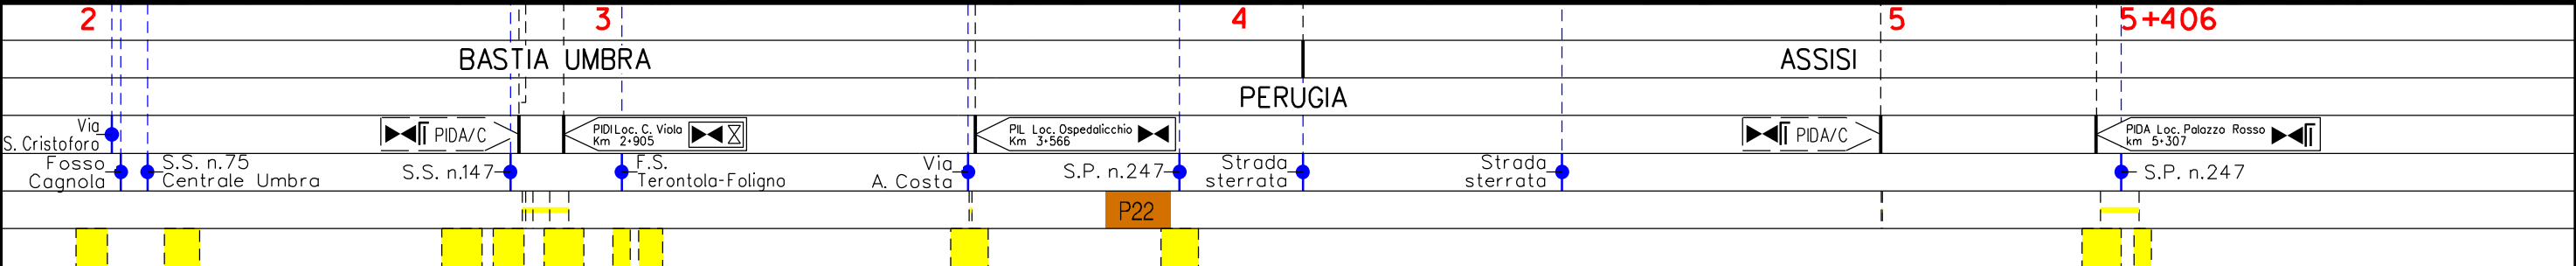 2 3 4 5 5+406
BASTIA UMBRA ASSISI
PERUGIA
Via
S. Cristoforo
PIDA/C
PIDI Loc. C. Viola
Km 2+905
PIL Loc. Ospedalicchio
Km 3+566
PIDA/C
PIDA Loc. Palazzo Rosso
km 5+307
Fosso
Cagnola
S.S. n.75
Centrale Umbra
S.S. n.147
F.S.
Terontola-Foligno
Via
A. Costa
S.P. n.247
Strada
sterrata
Strada
sterrata
S.P. n.247
P22